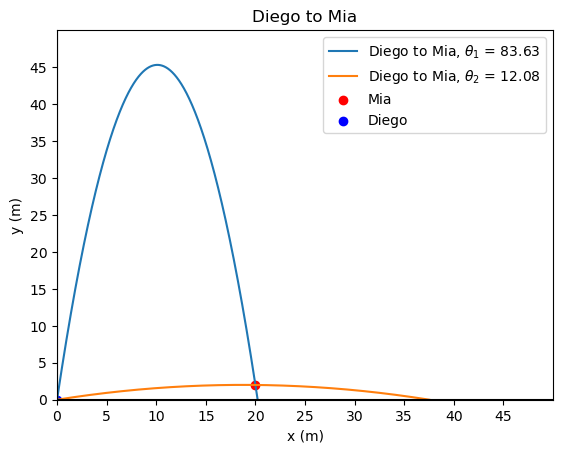 Diego to Mia
Diego to Mia, θ₁ = 83.63
Diego to Mia, θ₂ = 12.08
Mia
Diego
y (m)
45
40
35
30
25
20
15
10
5
0
0 5 10 15 20 25 30 35 40 45
x (m)